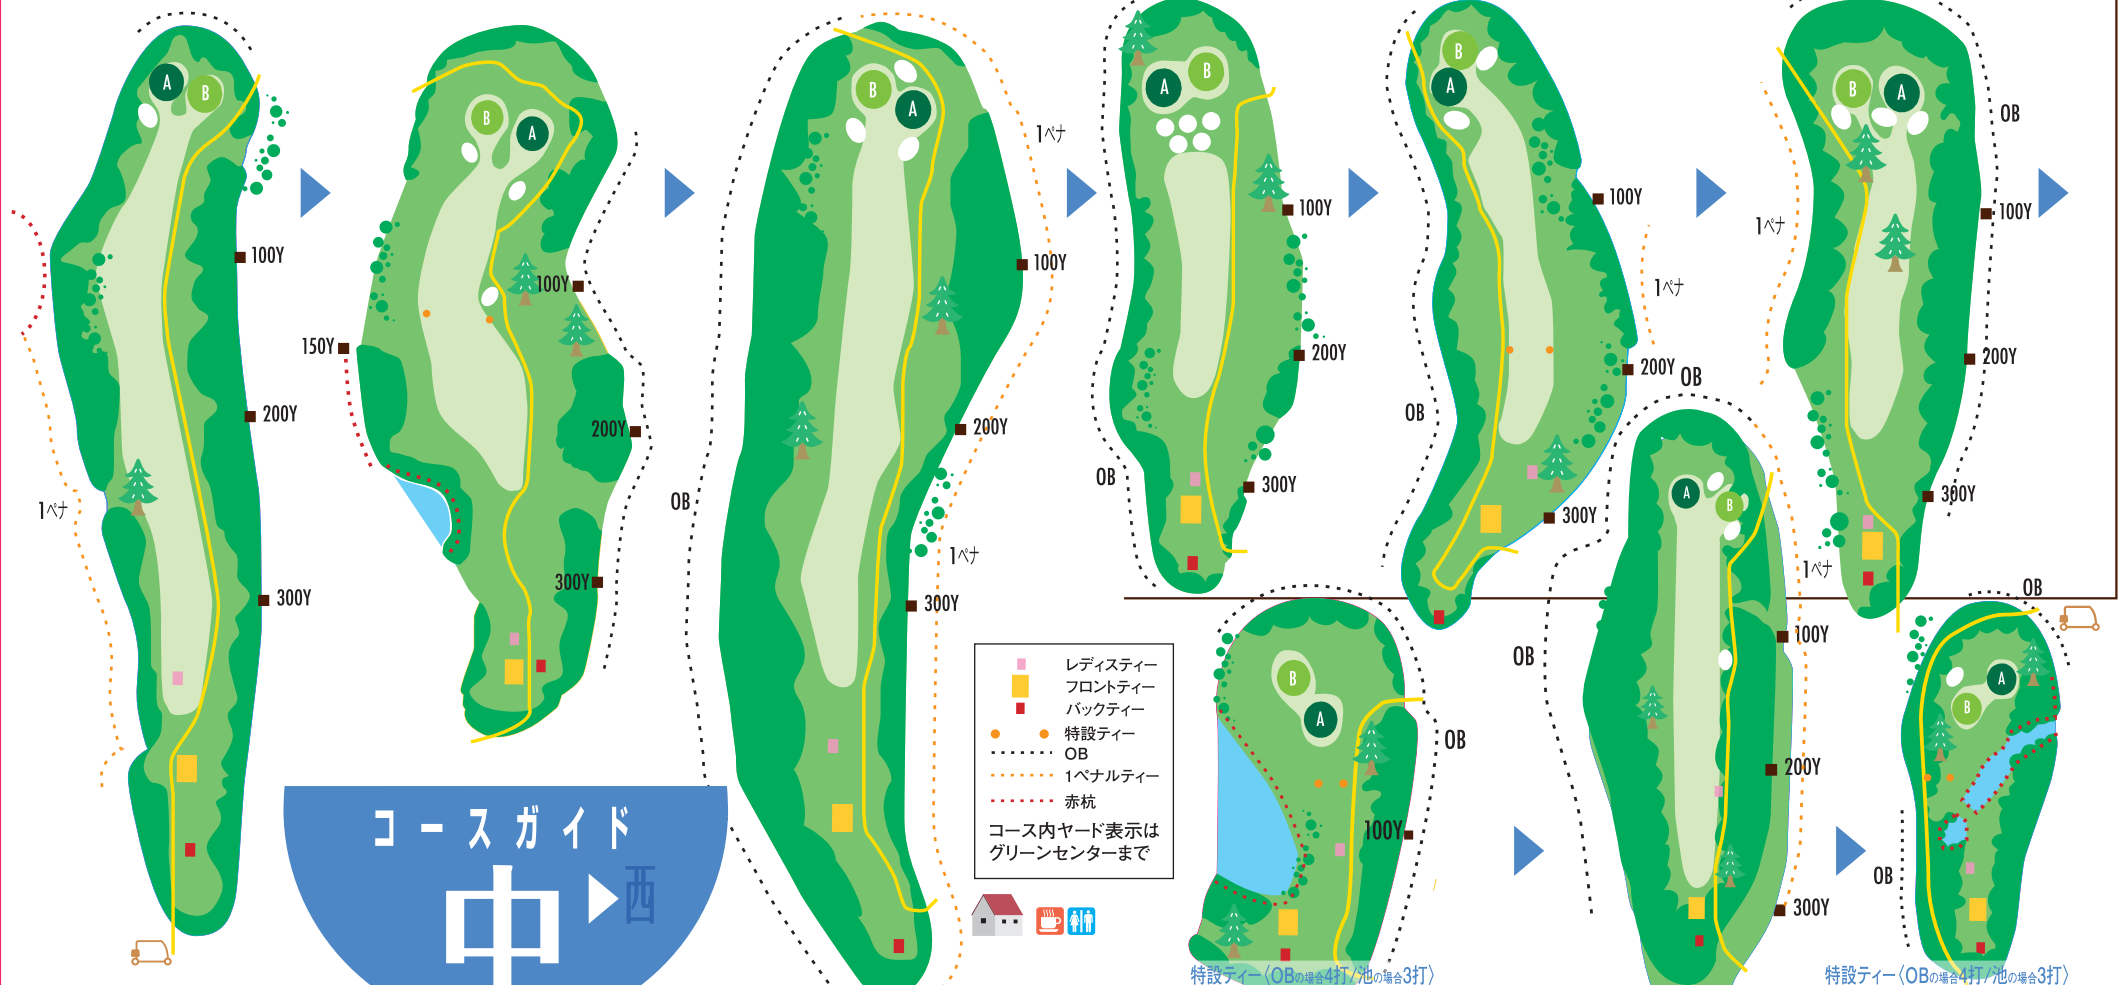 A
B
100Y
200Y
1ペナ
300Y
B
A
100Y
150Y
200Y
300Y
B
A
1ペナ
100Y
200Y
OB
1ペナ
300Y
A
B
100Y
200Y
OB
300Y
B
A
100Y
1ペナ
200Y
OB
300Y
B
A
OB
100Y
1ペナ
200Y
300Y
1ペナ
レディスティー
フロントティー
バックティー
特設ティー
OB
1ペナルティー
赤杭
コース内ヤード表示は
グリーンセンターまで
コースガイド
中
西
B
A
OB
100Y
特設ティー〈OBの場合4打/池の場合3打〉
OB
A
B
100Y
OB
200Y
300Y
OB
A
B
OB
特設ティー〈OBの場合4打/池の場合3打〉